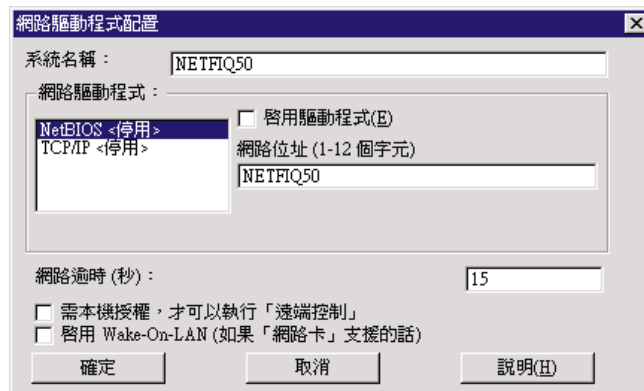 網路驅動程式配置
系統名稱： NETFIQ50
網路驅動程式：
NetBIOS <停用>
TCP/IP <停用>
啓用驅動程式(E)
網路位址 (1-12 個字元)
NETFIQ50
網路逾時 (秒)： 15
需本機授權，才可以執行「遠端控制」
啓用 Wake-On-LAN (如果「網路卡」支援的話)
確定 取消 說明(H)